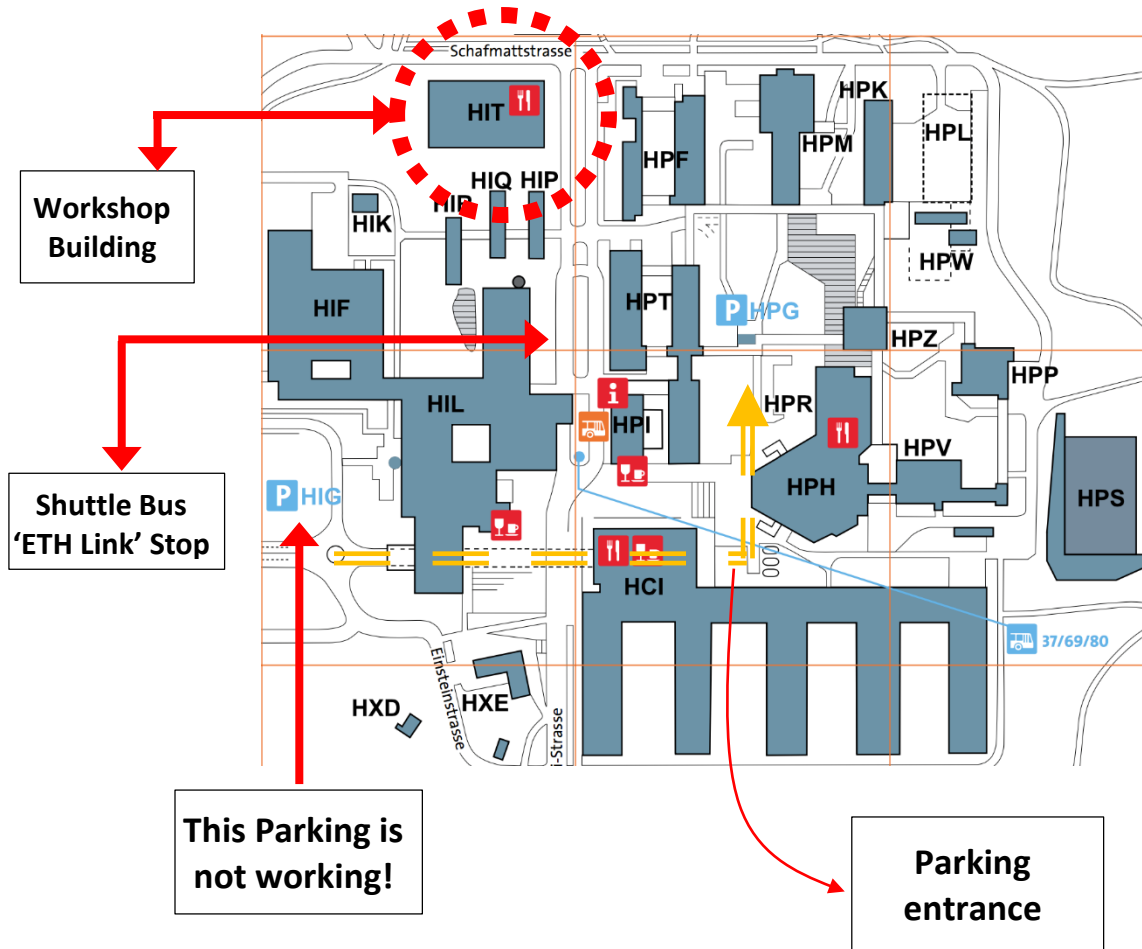 Schafmattstrasse
HIT
HPK
HPL
HPM
HPF
HIQ
HIP
HIR
HIK
Workshop
Building
HPW
HIF
HPT
P HPG
HPZ
HPP
HIL
i
HPI
HPR
HPV
HPH
HPS
P HIG
Shuttle Bus
‘ETH Link’ Stop
HCI
37/69/80
HXD
HXE
Einsteinstrasse
i-Strasse
This Parking is
not working!
Parking
entrance